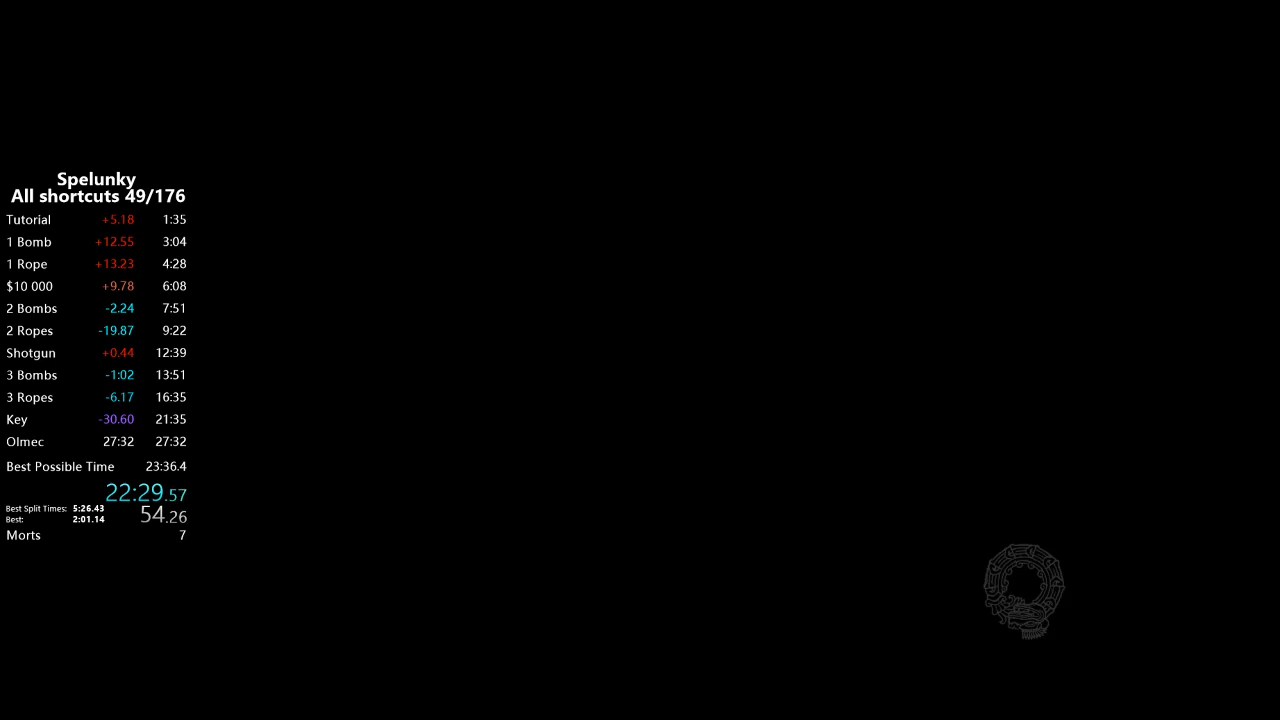 Spelunky
All shortcuts 49/176
Tutorial +5.18 1:35
1 Bomb +12.55 3:04
1 Rope +13.23 4:28
$10 000 +9.78 6:08
2 Bombs -2.24 7:51
2 Ropes -19.87 9:22
Shotgun +0.44 12:39
3 Bombs -1:02 13:51
3 Ropes -6.17 16:35
Key -30.60 21:35
Olmec 27:32 27:32
Best Possible Time 23:36.4
22:29.57
Best Split Times: 5:26.43
Best: 2:01.14
54.26
Morts 7